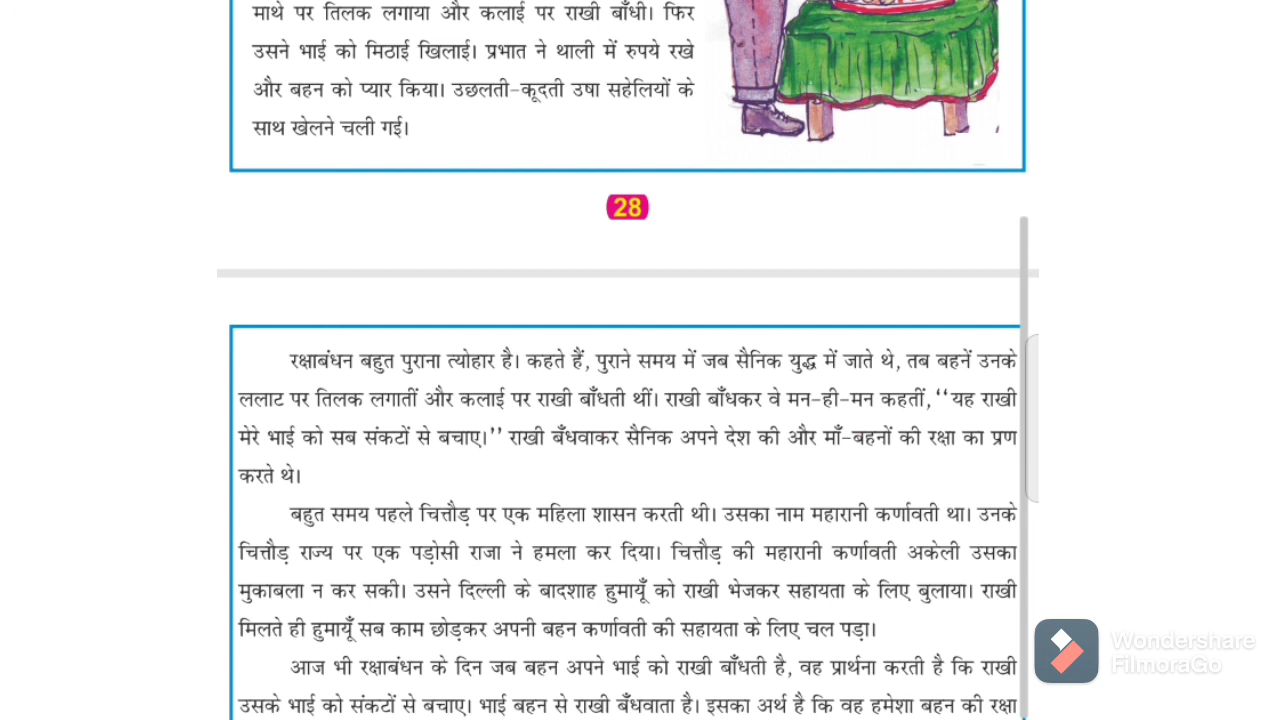 माथे पर तिलक लगाया और कलाई पर राखी बाँधी। फिर
उसने भाई को मिठाई खिलाई। प्रभात ने थाली में रुपये रखे
और बहन को प्यार किया। उछलती-कूदती उषा सहेलियों के
साथ खेलने चली गई।
28
रक्षाबंधन बहुत पुराना त्योहार है। कहते हैं, पुराने समय में जब सैनिक युद्ध में जाते थे, तब बहनें उनके
ललाट पर तिलक लगातीं और कलाई पर राखी बाँधती थीं। राखी बाँधकर वे मन-ही-मन कहतीं, ‘‘यह राखी
मेरे भाई को सब संकटों से बचाए।’’ राखी बँधवाकर सैनिक अपने देश की और माँ-बहनों की रक्षा का प्रण
करते थे।
बहुत समय पहले चित्तौड़ पर एक महिला शासन करती थी। उसका नाम महारानी कर्णावती था। उनके
चित्तौड़ राज्य पर एक पड़ोसी राजा ने हमला कर दिया। चित्तौड़ की महारानी कर्णावती अकेली उसका
मुकाबला न कर सकी। उसने दिल्ली के बादशाह हुमायूँ को राखी भेजकर सहायता के लिए बुलाया। राखी
मिलते ही हुमायूँ सब काम छोड़कर अपनी बहन कर्णावती की सहायता के लिए चल पड़ा।
आज भी रक्षाबंधन के दिन जब बहन अपने भाई को राखी बाँधती है, वह प्रार्थना करती है कि राखी
उसके भाई को संकटों से बचाए। भाई बहन से राखी बँधवाता है। इसका अर्थ है कि वह हमेशा बहन की रक्षा
Wondershare
FilmoraGo